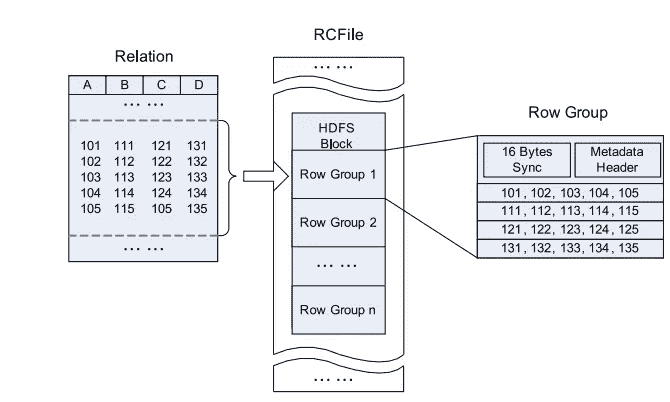 RCFile
Relation
A B C D
... ...
101 111 121 131
102 112 122 132
103 113 123 133
104 114 124 134
105 115 105 135
... ...
... ...
HDFS
Block
Row Group 1
Row Group 2
... ...
Row Group n
... ...
Row Group
16 Bytes
Sync
Metadata
Header
101, 102, 103, 104, 105
111, 112, 113, 114, 115
121, 122, 123, 124, 125
131, 132, 133, 134, 135